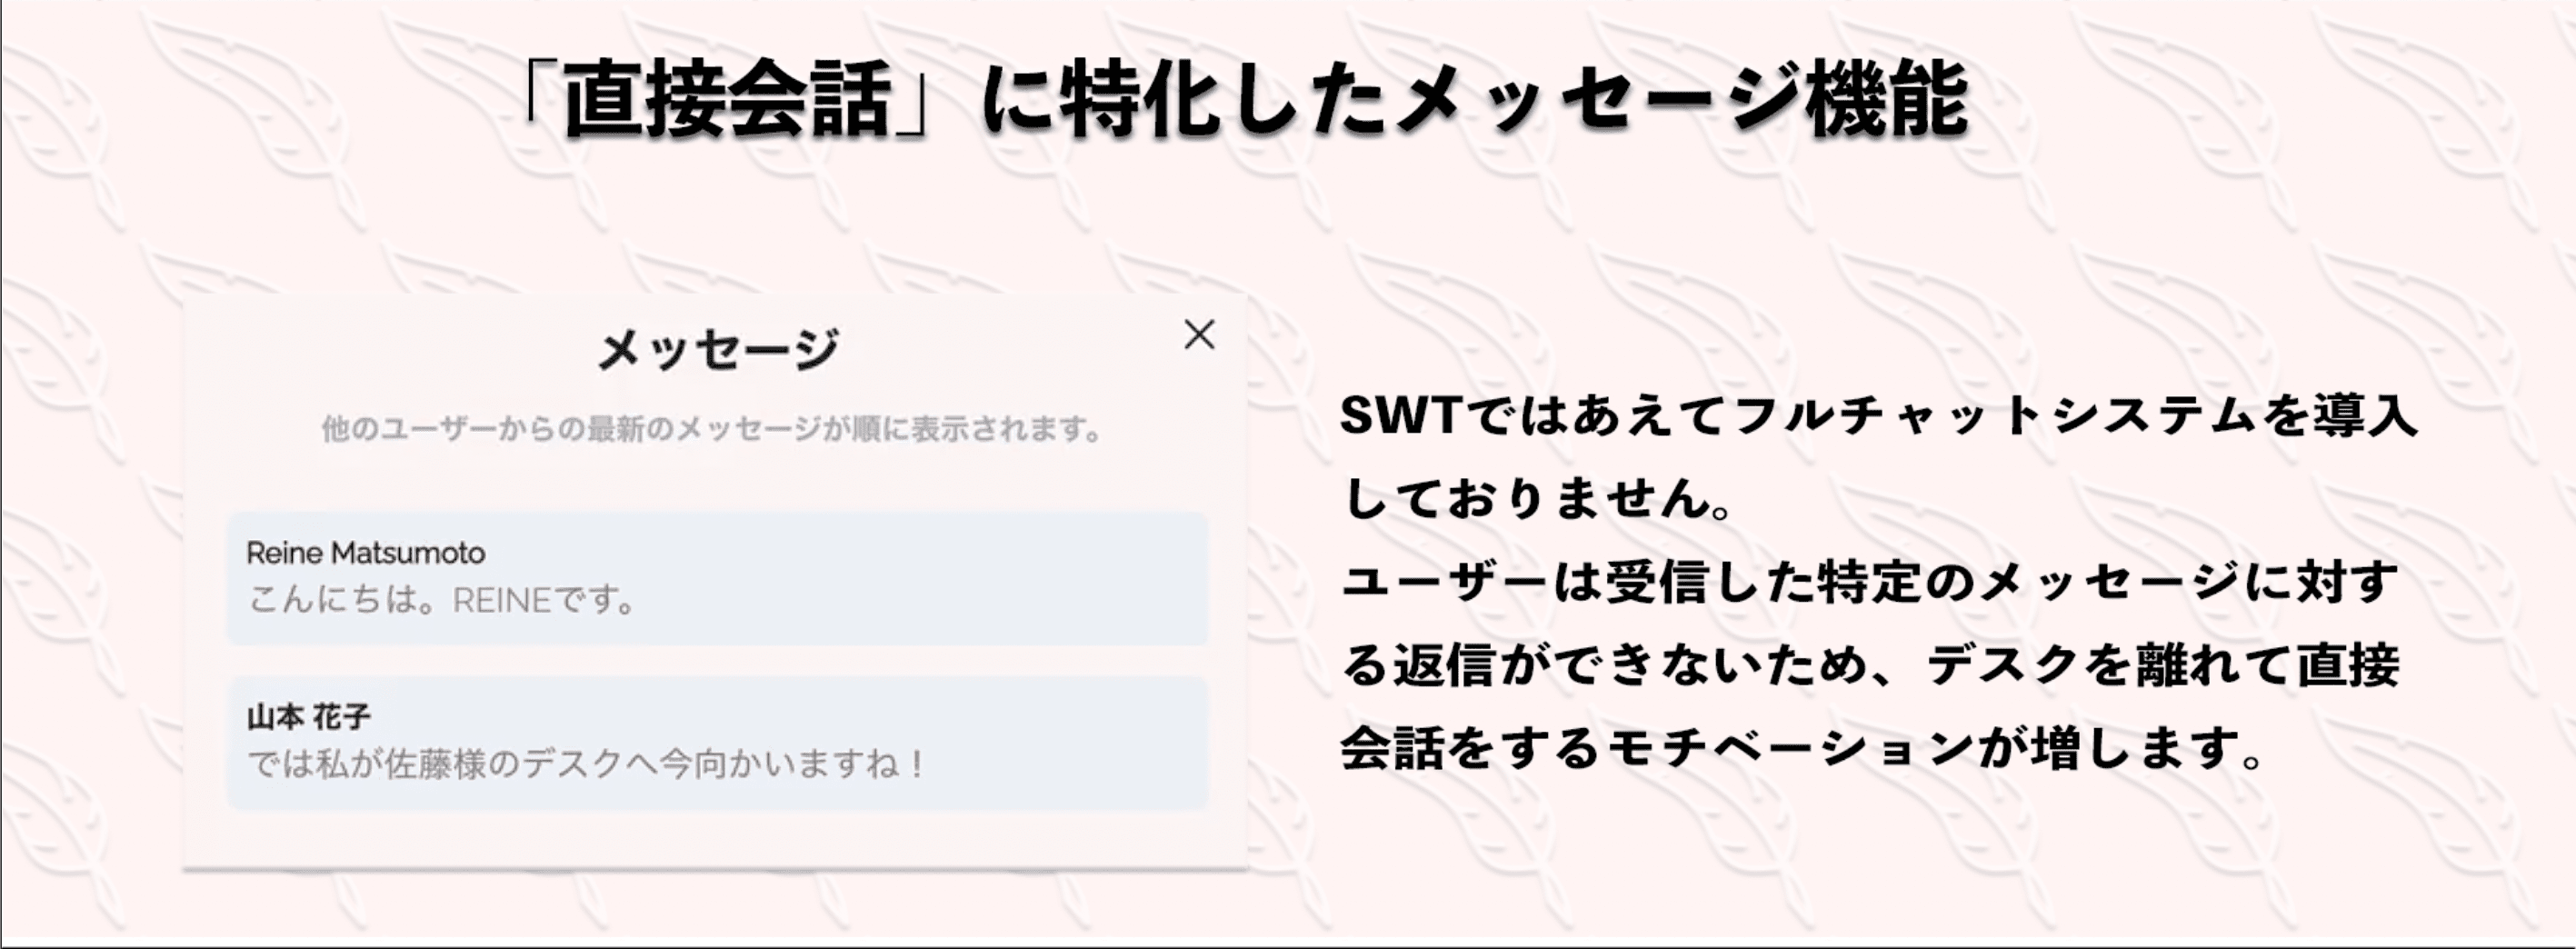 「直接会話」に特化したメッセージ機能
メッセージ
他のユーザーからの最新のメッセージが順に表示されます。
Reine Matsumoto
こんにちは。REINEです。
山本 花子
では私が佐藤様のデスクへ今向かいますね！
SWTではあえてフルチャットシステムを導入
しておりません。
ユーザーは受信した特定のメッセージに対す
る返信ができないため、デスクを離れて直接
会話をするモチベーションが増します。